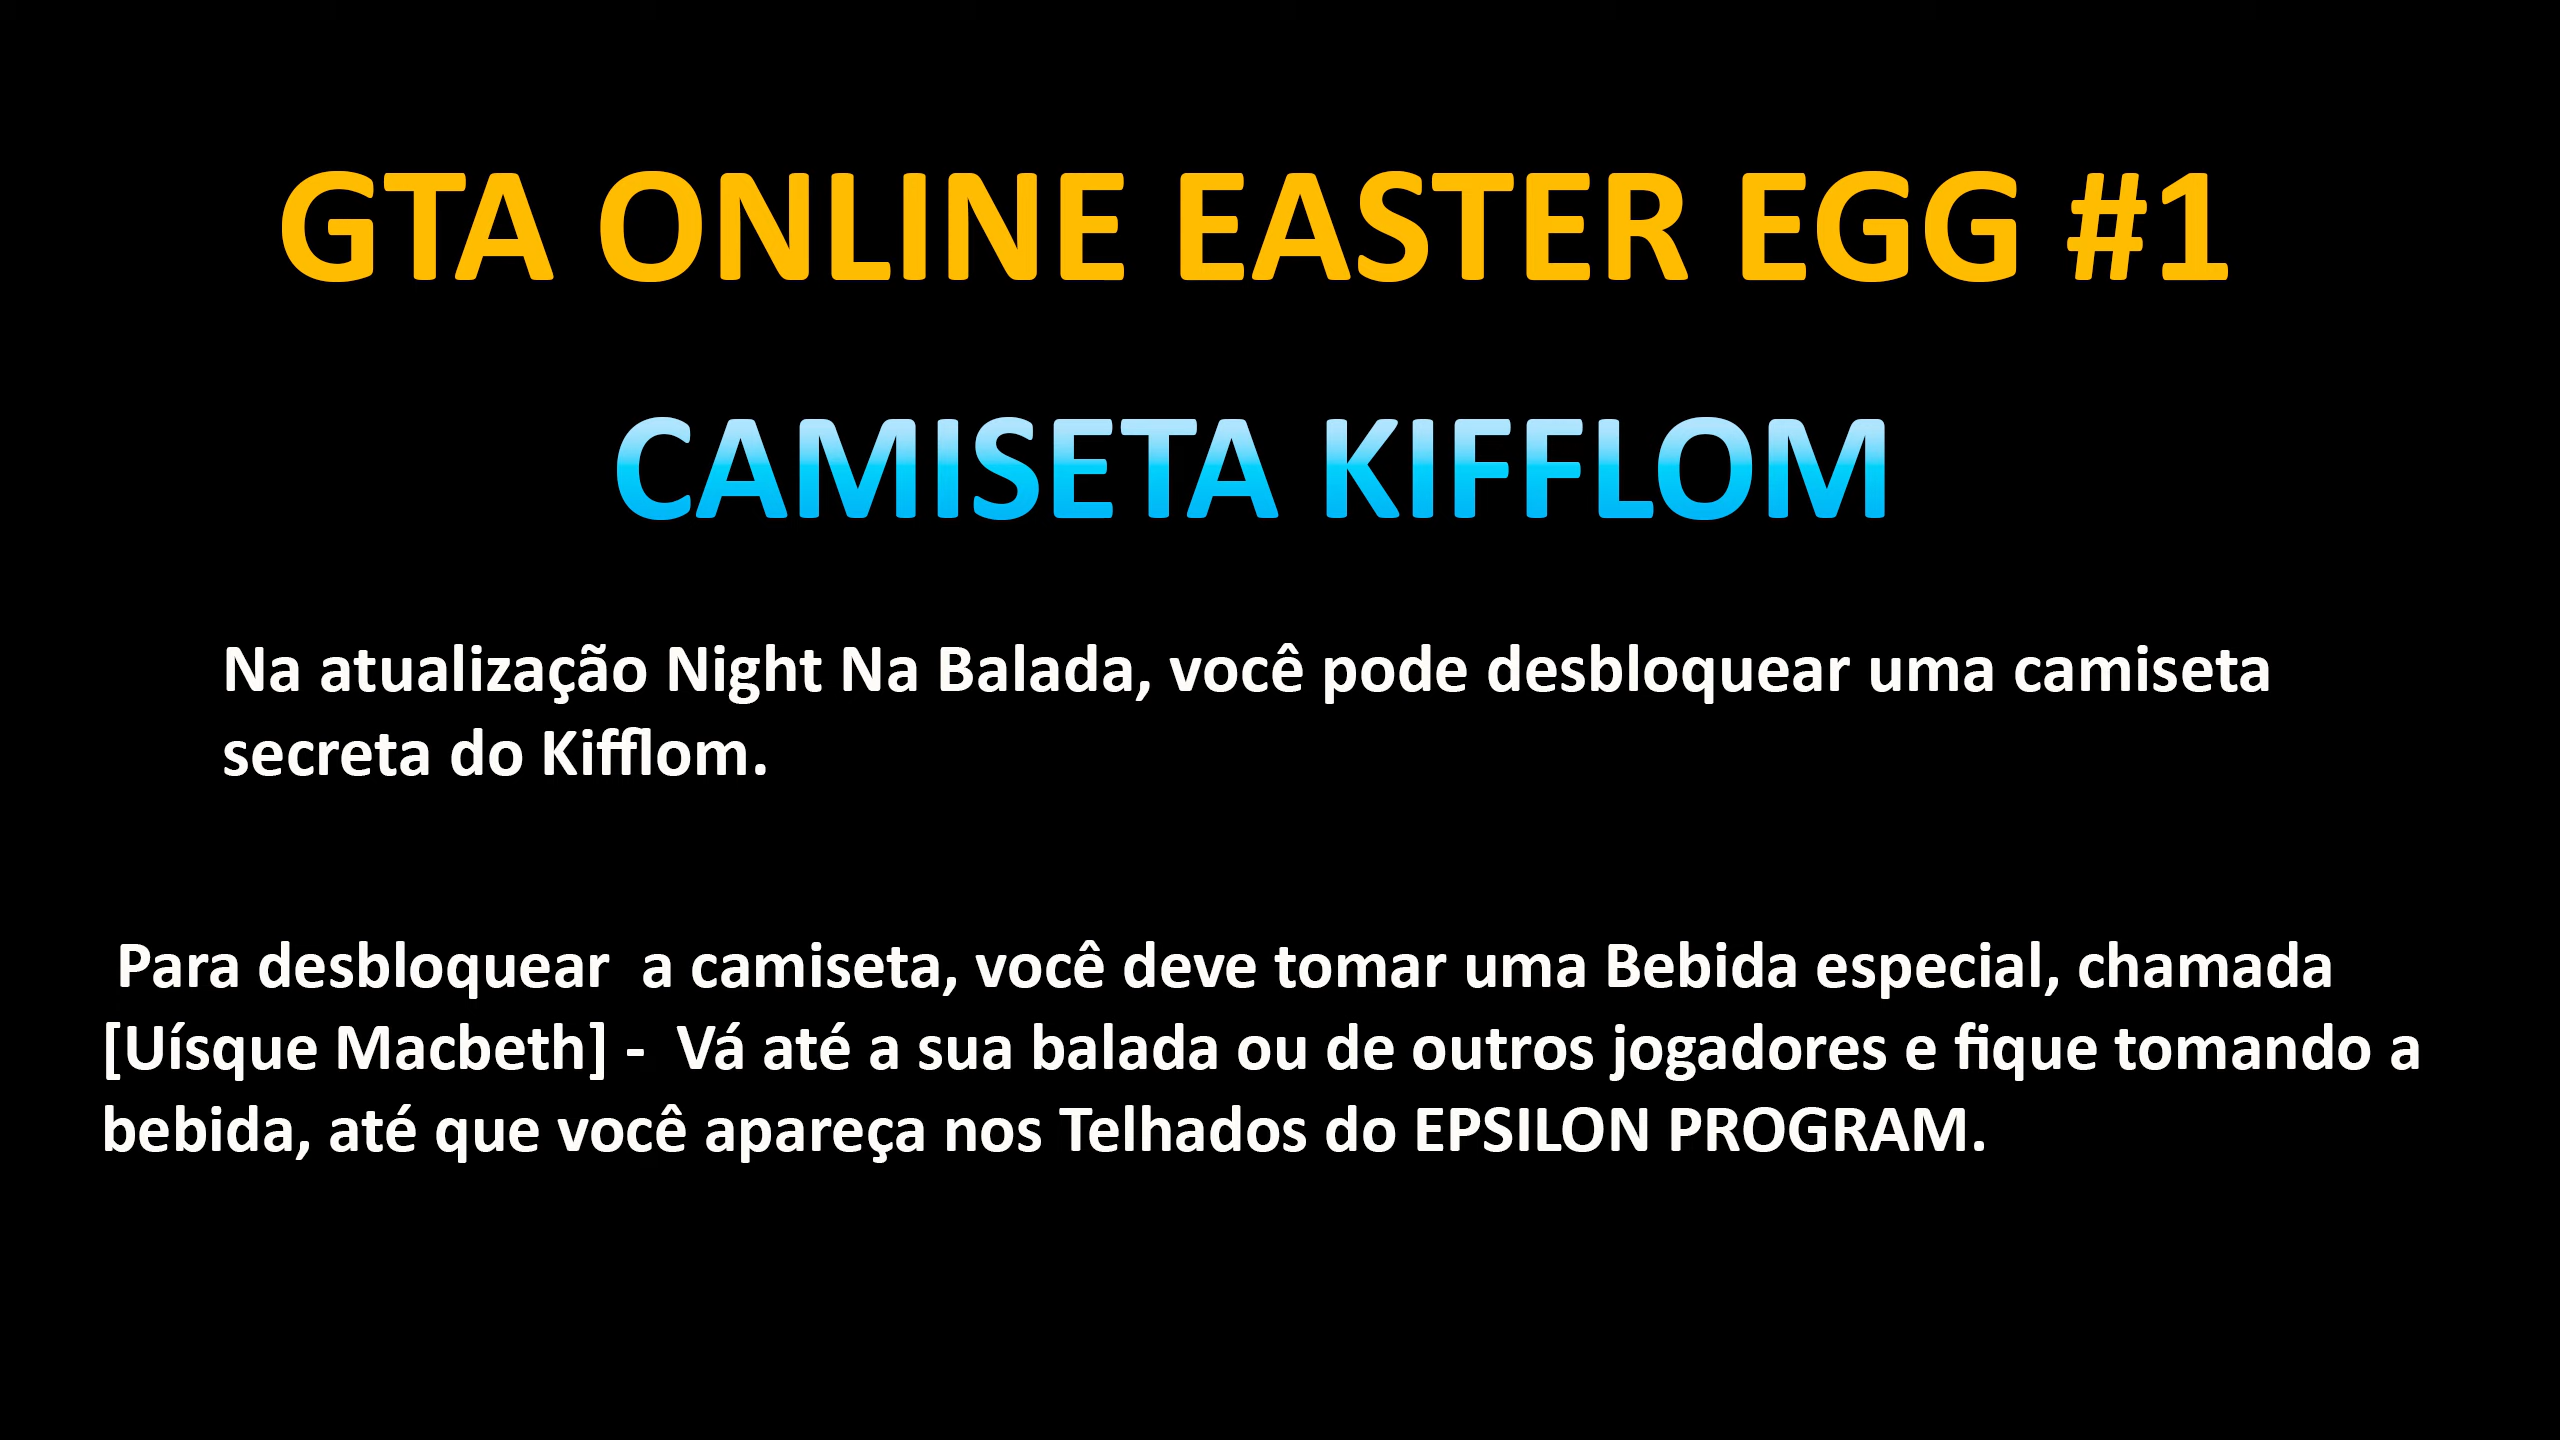 GTA ONLINE EASTER EGG #1
CAMISETA KIFFLOM
Na atualização Night Na Balada, você pode desbloquear uma camiseta
secreta do Kifflom.
Para desbloquear  a camiseta, você deve tomar uma Bebida especial, chamada
[Uísque Macbeth] -  Vá até a sua balada ou de outros jogadores e fique tomando a
bebida, até que você apareça nos Telhados do EPSILON PROGRAM.